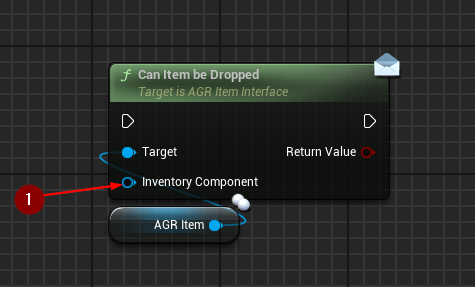 f Can Item be Dropped
Target is AGR Item Interface
Target
Return Value
1
Inventory Component
AGR Item